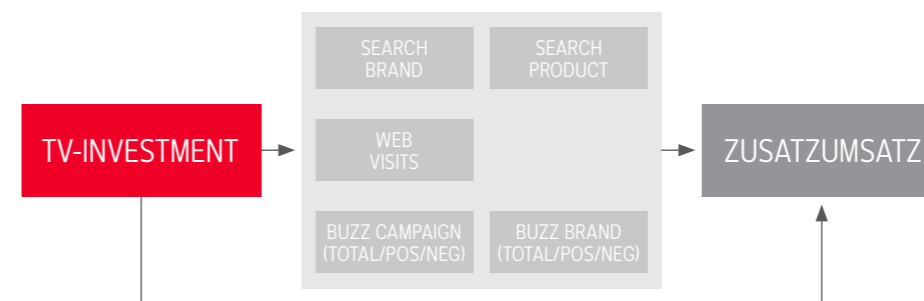 SEARCH
BRAND
SEARCH
PRODUCT
TV-INVESTMENT
WEB
VISITS
ZUSATZUMSATZ
BUZZ CAMPAIGN
(TOTAL/POS/NEG)
BUZZ BRAND
(TOTAL/POS/NEG)